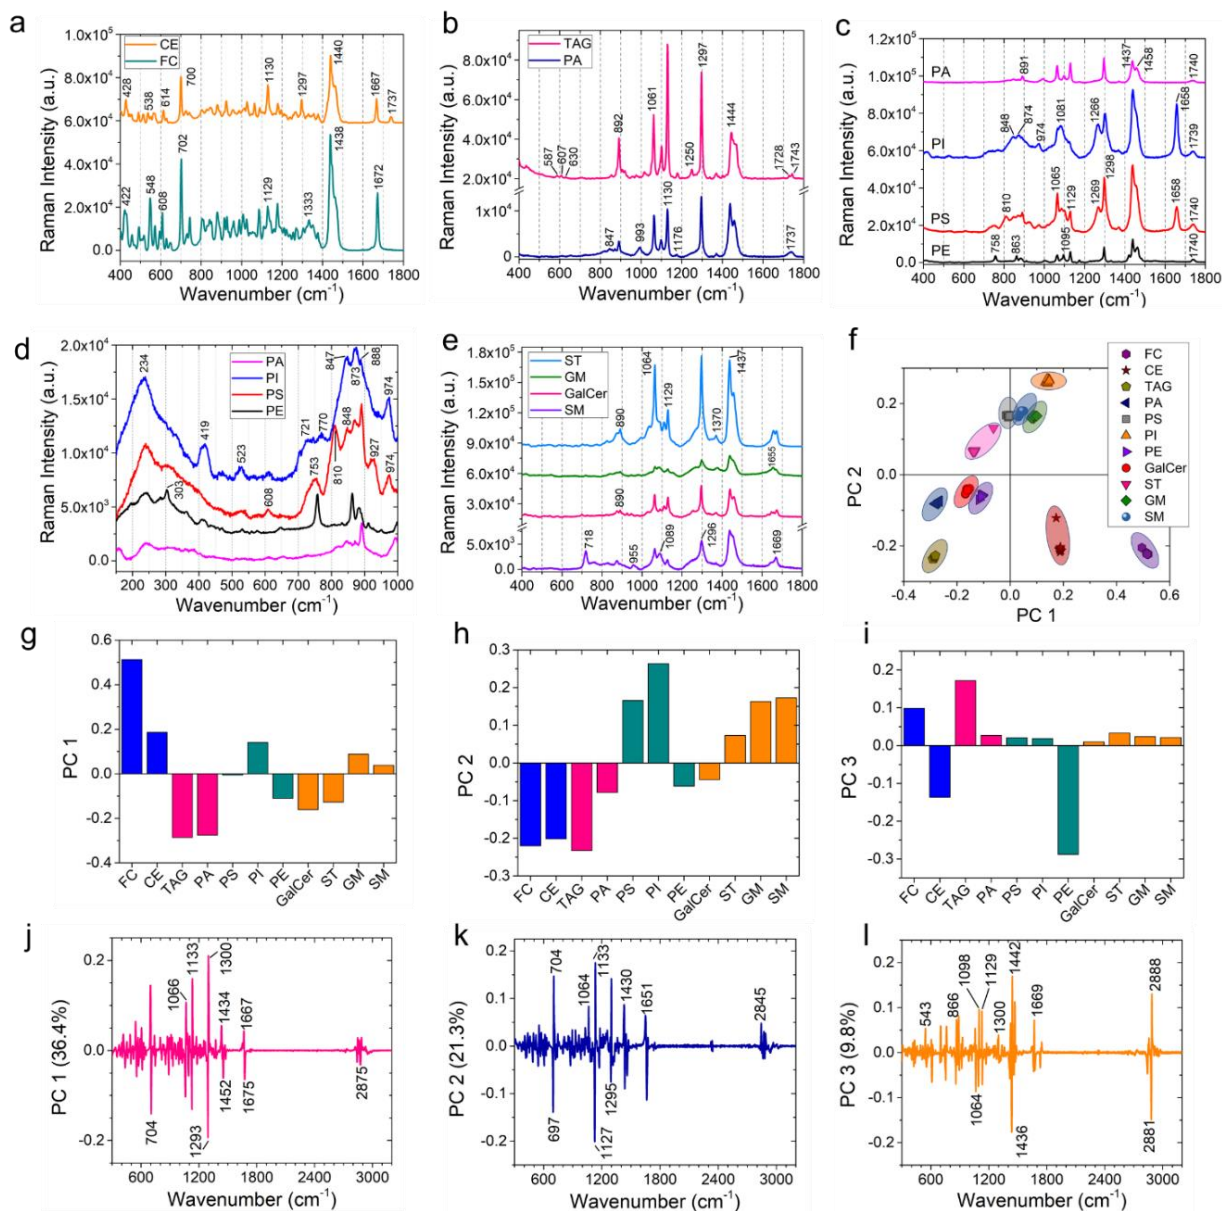 a
Raman Intensity (a.u.)
1.0x10⁵
8.0x10⁴
6.0x10⁴
4.0x10⁴
2.0x10⁴
0.0
CE
FC
428
538
614
700
1130
1297
1440
1667
1737
422
548
608
702
1129
1333
1438
1672
400 600 800 1000 1200 1400 1600 1800
Wavenumber (cm⁻¹)
b
Raman Intensity (a.u.)
8.0x10⁴
6.0x10⁴
4.0x10⁴
2.0x10⁴
1x10⁴
0.0
TAG
PA
587
607
630
892
1061
1250
1297
1444
1728
1743
847
993
1130
1176
1737
400 600 800 1000 1200 1400 1600 1800
Wavenumber (cm⁻¹)
c
Raman Intensity (a.u.)
1.2x10⁵
1.0x10⁵
8.0x10⁴
6.0x10⁴
4.0x10⁴
2.0x10⁴
0.0
PA
891
1437
1458
1740
PI
848
874
974
1081
1266
1298
1658
1739
PS
810
1065
1129
1269
1658
1740
PE
758
863
1095
1740
400 600 800 1000 1200 1400 1600 1800
Wavenumber (cm⁻¹)
d
Raman Intensity (a.u.)
2.0x10⁴
1.5x10⁴
1.0x10⁴
5.0x10³
0.0
PA
PI
PS
PE
234
303
419
523
608
721
770
753
810
847
848
873
888
927
974
974
200 300 400 500 600 700 800 900 1000
Wavenumber (cm⁻¹)
e
Raman Intensity (a.u.)
1.8x10⁵
1.5x10⁵
1.2x10⁵
9.0x10⁴
6.0x10⁴
3.0x10⁴
5.0x10³
0.0
ST
GM
GalCer
SM
890
1064
1129
1370
1437
1655
890
718
955
1089
1296
1669
400 600 800 1000 1200 1400 1600 1800
Wavenumber (cm⁻¹)
f
PC 2
0.2
0.0
-0.2
-0.4 -0.2 0.0 0.2 0.4 0.6
PC 1
FC
CE
TAG
PA
PS
PI
PE
GalCer
ST
GM
SM
g
PC 1
0.6
0.4
0.2
0.0
-0.2
-0.4
FC CE TAG PA PS PI PE GalCer ST GM SM
h
PC 2
0.3
0.2
0.1
0.0
-0.1
-0.2
-0.3
FC CE TAG PA PS PI PE GalCer ST GM SM
i
PC 3
0.3
0.2
0.1
0.0
-0.1
-0.2
-0.3
FC CE TAG PA PS PI PE GalCer ST GM SM
j
PC 1 (36.4%)
0.2
0.0
-0.2
1066
1133
1300
1434
1667
704
1293
1452
1675
2875
600 1200 1800 2400 3000
Wavenumber (cm⁻¹)
k
PC 2 (21.3%)
0.2
0.1
0.0
-0.1
-0.2
704
1064
1133
1430
1651
2845
697
1127
1295
600 1200 1800 2400 3000
Wavenumber (cm⁻¹)
l
PC 3 (9.8%)
0.2
0.1
0.0
-0.1
-0.2
543
866
1098
1129
1300
1442
1669
2888
1064
1436
2881
600 1200 1800 2400 3000
Wavenumber (cm⁻¹)